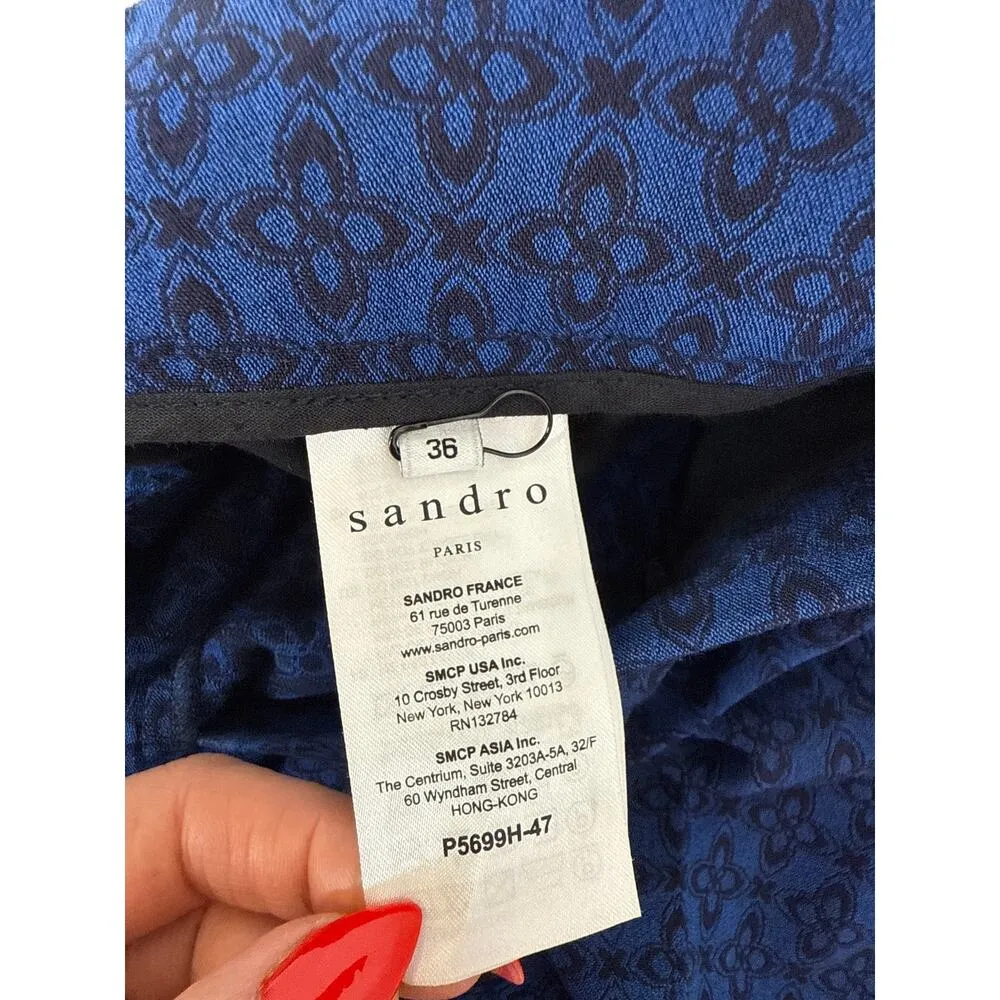 36
sandro
PARIS
SANDRO FRANCE
61 rue de Turenne
75003 Paris
www.sandro-paris.com
SMCP USA Inc.
10 Crosby Street, 3rd Floor
New York, New York 10013
RN132784
SMCP ASIA Inc.
The Centrium, Suite 3203A-5A, 32/F
60 Wyndham Street, Central
HONG-KONG
P5699H-47